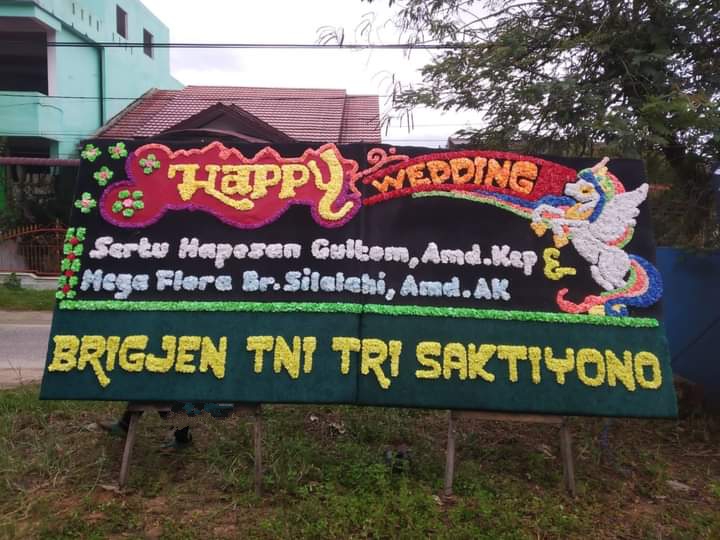 Happy WEDDING
Sertu Haposan Gultom, Amd.Kep &
Mega Flora Br. Silalahi, Amd. AK
BRIGJEN TNI TRI SAKTIYONO